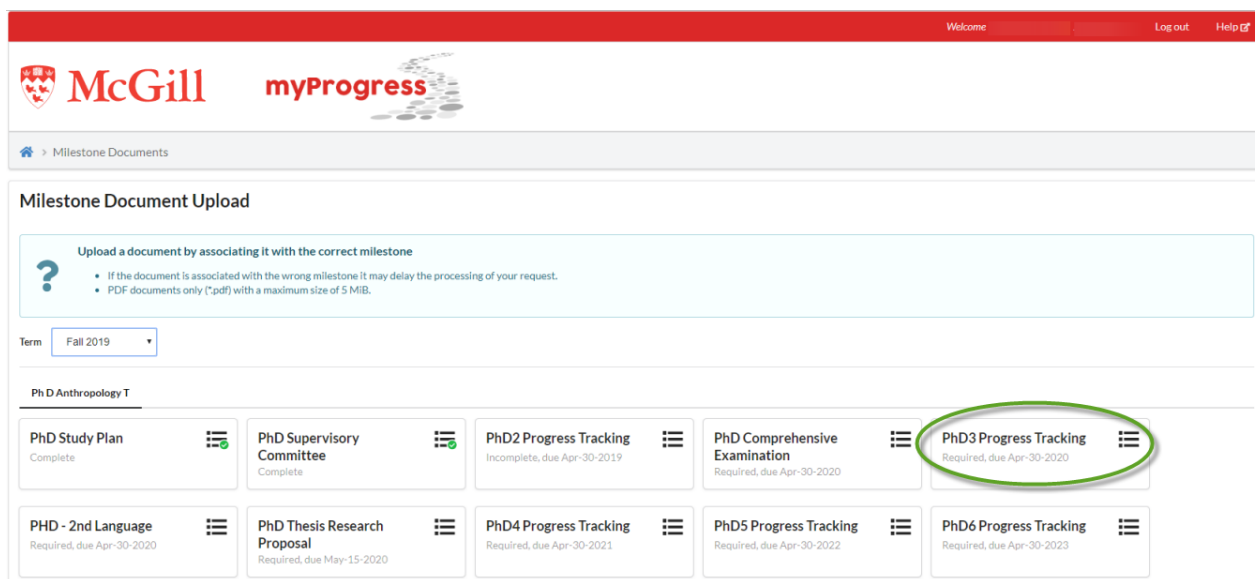 Welcome
Log out
Help
McGill
myProgress
> Milestone Documents
Milestone Document Upload
?
Upload a document by associating it with the correct milestone
• If the document is associated with the wrong milestone it may delay the processing of your request.
• PDF documents only (*.pdf) with a maximum size of 5 MiB.
Term Fall 2019
Ph D Anthropology T
PhD Study Plan
Complete
PhD Supervisory
Committee
Complete
PhD2 Progress Tracking
Incomplete, due Apr-30-2019
PhD Comprehensive
Examination
Required, due Apr-30-2020
PhD3 Progress Tracking
Required, due Apr-30-2020
PHD - 2nd Language
Required, due Apr-30-2020
PhD Thesis Research
Proposal
Required, due May-15-2020
PhD4 Progress Tracking
Required, due Apr-30-2021
PhD5 Progress Tracking
Required, due Apr-30-2022
PhD6 Progress Tracking
Required, due Apr-30-2023